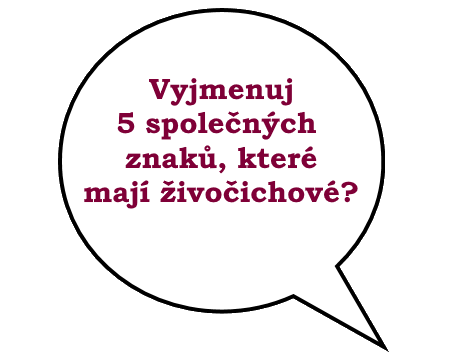 Vyjmenuj
5 společných
znaků, které
mají živočichové?